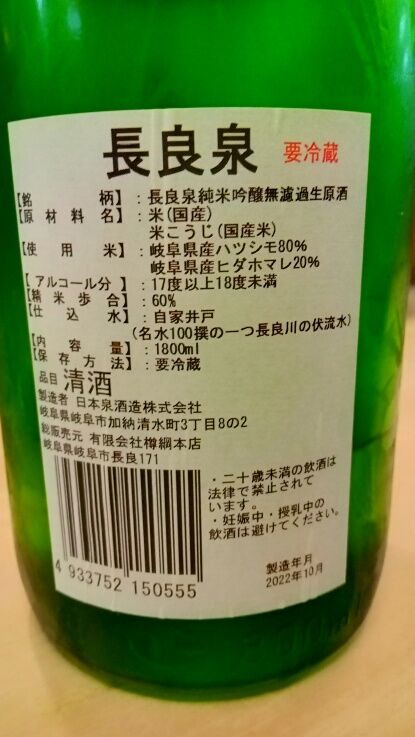 長良泉 要冷蔵
【銘柄】：長良泉純米吟醸無濾過生原酒
【原材料名】：米(国産)
米こうじ(国産米)
【使用米】：岐阜県産ハツシモ80%
岐阜県産ヒダホマレ20%
【アルコール分】：17度以上18度未満
【精米歩合】：60%
【仕込水】：自家井戸
(名水100撰の一つ長良川の伏流水)
【内容量】：1800ml
【保存方法】：要冷蔵
品目 清酒
製造者 日本泉酒造株式会社
岐阜県岐阜市加納清水町3丁目8の2
総販売元 有限会社樽綱本店
岐阜県岐阜市長良171
・二十歳未満の飲酒は
法律で禁止されて
います。
・妊娠中・授乳中の
飲酒は避けてください。
4 933752 150555
製造年月
2022年10月